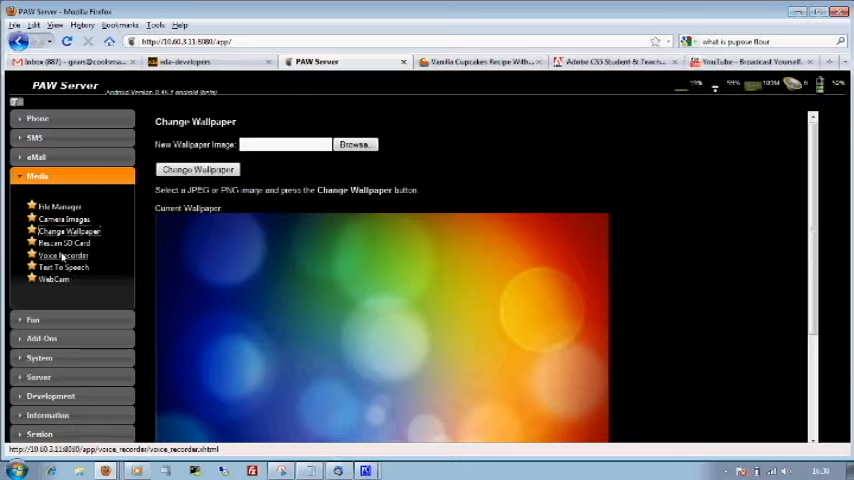 PAW Server - Mozilla Firefox
File Edit View History Bookmarks Tools Help
http://10.60.3.11:8080/app/
what is pupose flour
Inbox (887) - gears@coolsma...
xda-developers
PAW Server
Vanilla Cupcakes Recipe With...
Adobe CS5 Student & Teach...
YouTube - Broadcast Yourself.
PAW Server
Phone
SMS
eMail
Media
File Manager
Camera Images
Change Wallpaper
Rescan SD Card
Voice Recorder
Text To Speech
WebCam
Fun
Add-Ons
System
Server
Development
Information
Session
Change Wallpaper
New Wallpaper Image:
Browse...
Change Wallpaper
Select a JPEG or PNG image and press the Change Wallpaper button.
Current Wallpaper:
http://10.60.3.11:8080/app/voice_recorder/voice_recorder.xhtml
16:30